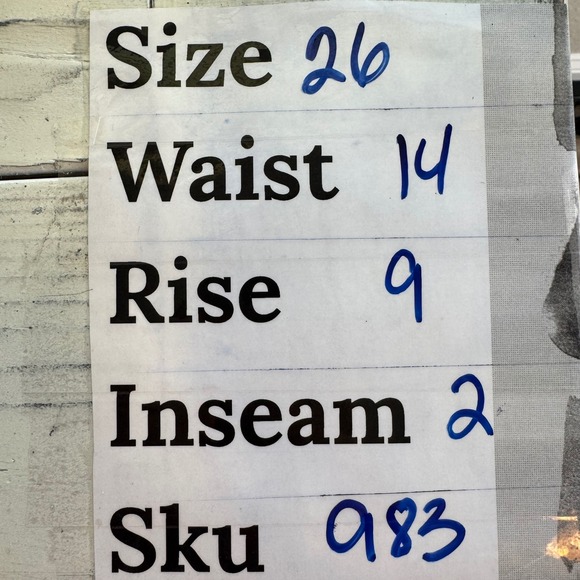 Size 26
Waist 14
Rise 9
Inseam 2
Sku 983